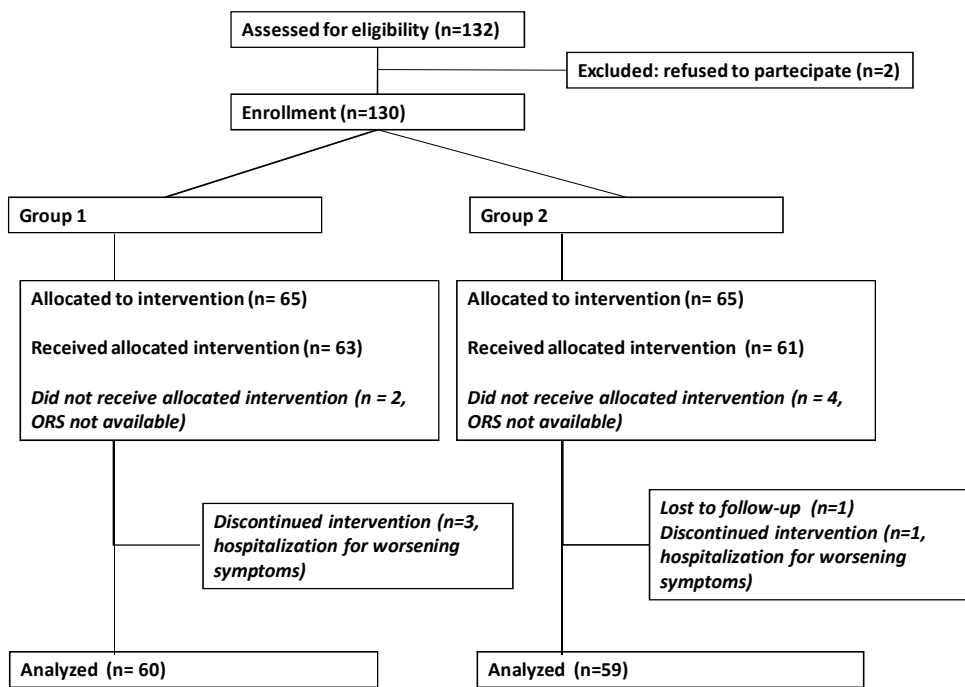 Assessed for eligibility (n=132)
Excluded: refused to partecipate (n=2)
Enrollment (n=130)
Group 1
Group 2
Allocated to intervention (n= 65)
Received allocated intervention (n= 63)
Did not receive allocated intervention (n = 2,
ORS not available)
Allocated to intervention (n= 65)
Received allocated intervention (n= 61)
Did not receive allocated intervention (n = 4,
ORS not available)
Discontinued intervention (n=3,
hospitalization for worsening
symptoms)
Lost to follow-up (n=1)
Discontinued intervention (n=1,
hospitalization for worsening
symptoms)
Analyzed (n= 60)
Analyzed (n=59)